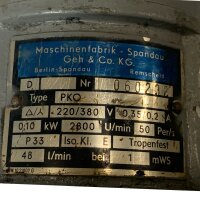 Maschinenfabrik - Spandau
Geh & Co. KG
Berlin-Spandau Remscheid
D Nr
Type PKO
Δ/⅄ 220/380 V 0,35/0,2 A
0,10 kW 2800 U/min 50 Per/s
P33 Iso.Kl. E Tropenfest
48 l/min bei 1 mWS